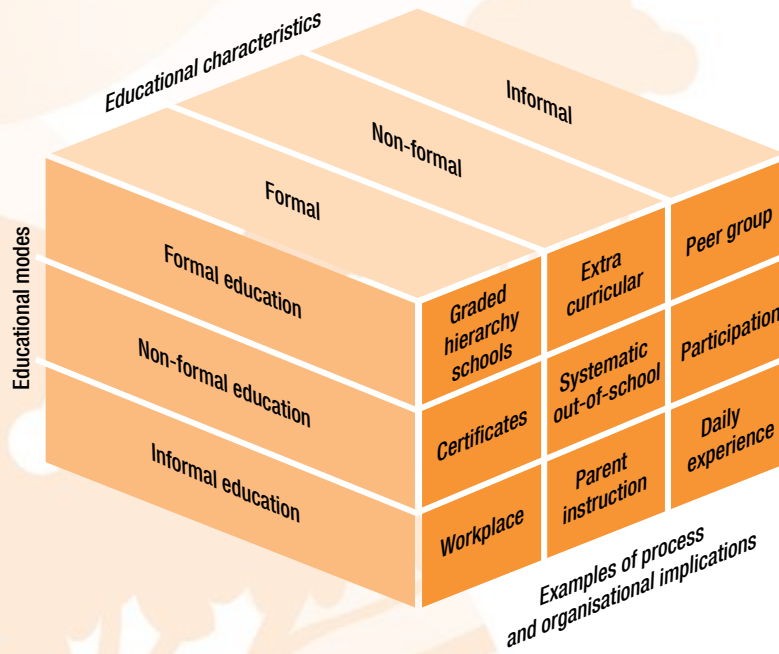 Educational characteristics
Informal
Non-formal
Formal
Educational modes
Formal education
Non-formal education
Informal education
Graded
hierarchy
schools
Extra
curricular
Peer group
Certificates
Systematic
out-of-school
Participation
Workplace
Parent
instruction
Daily
experience
Examples of process
and organisational implications